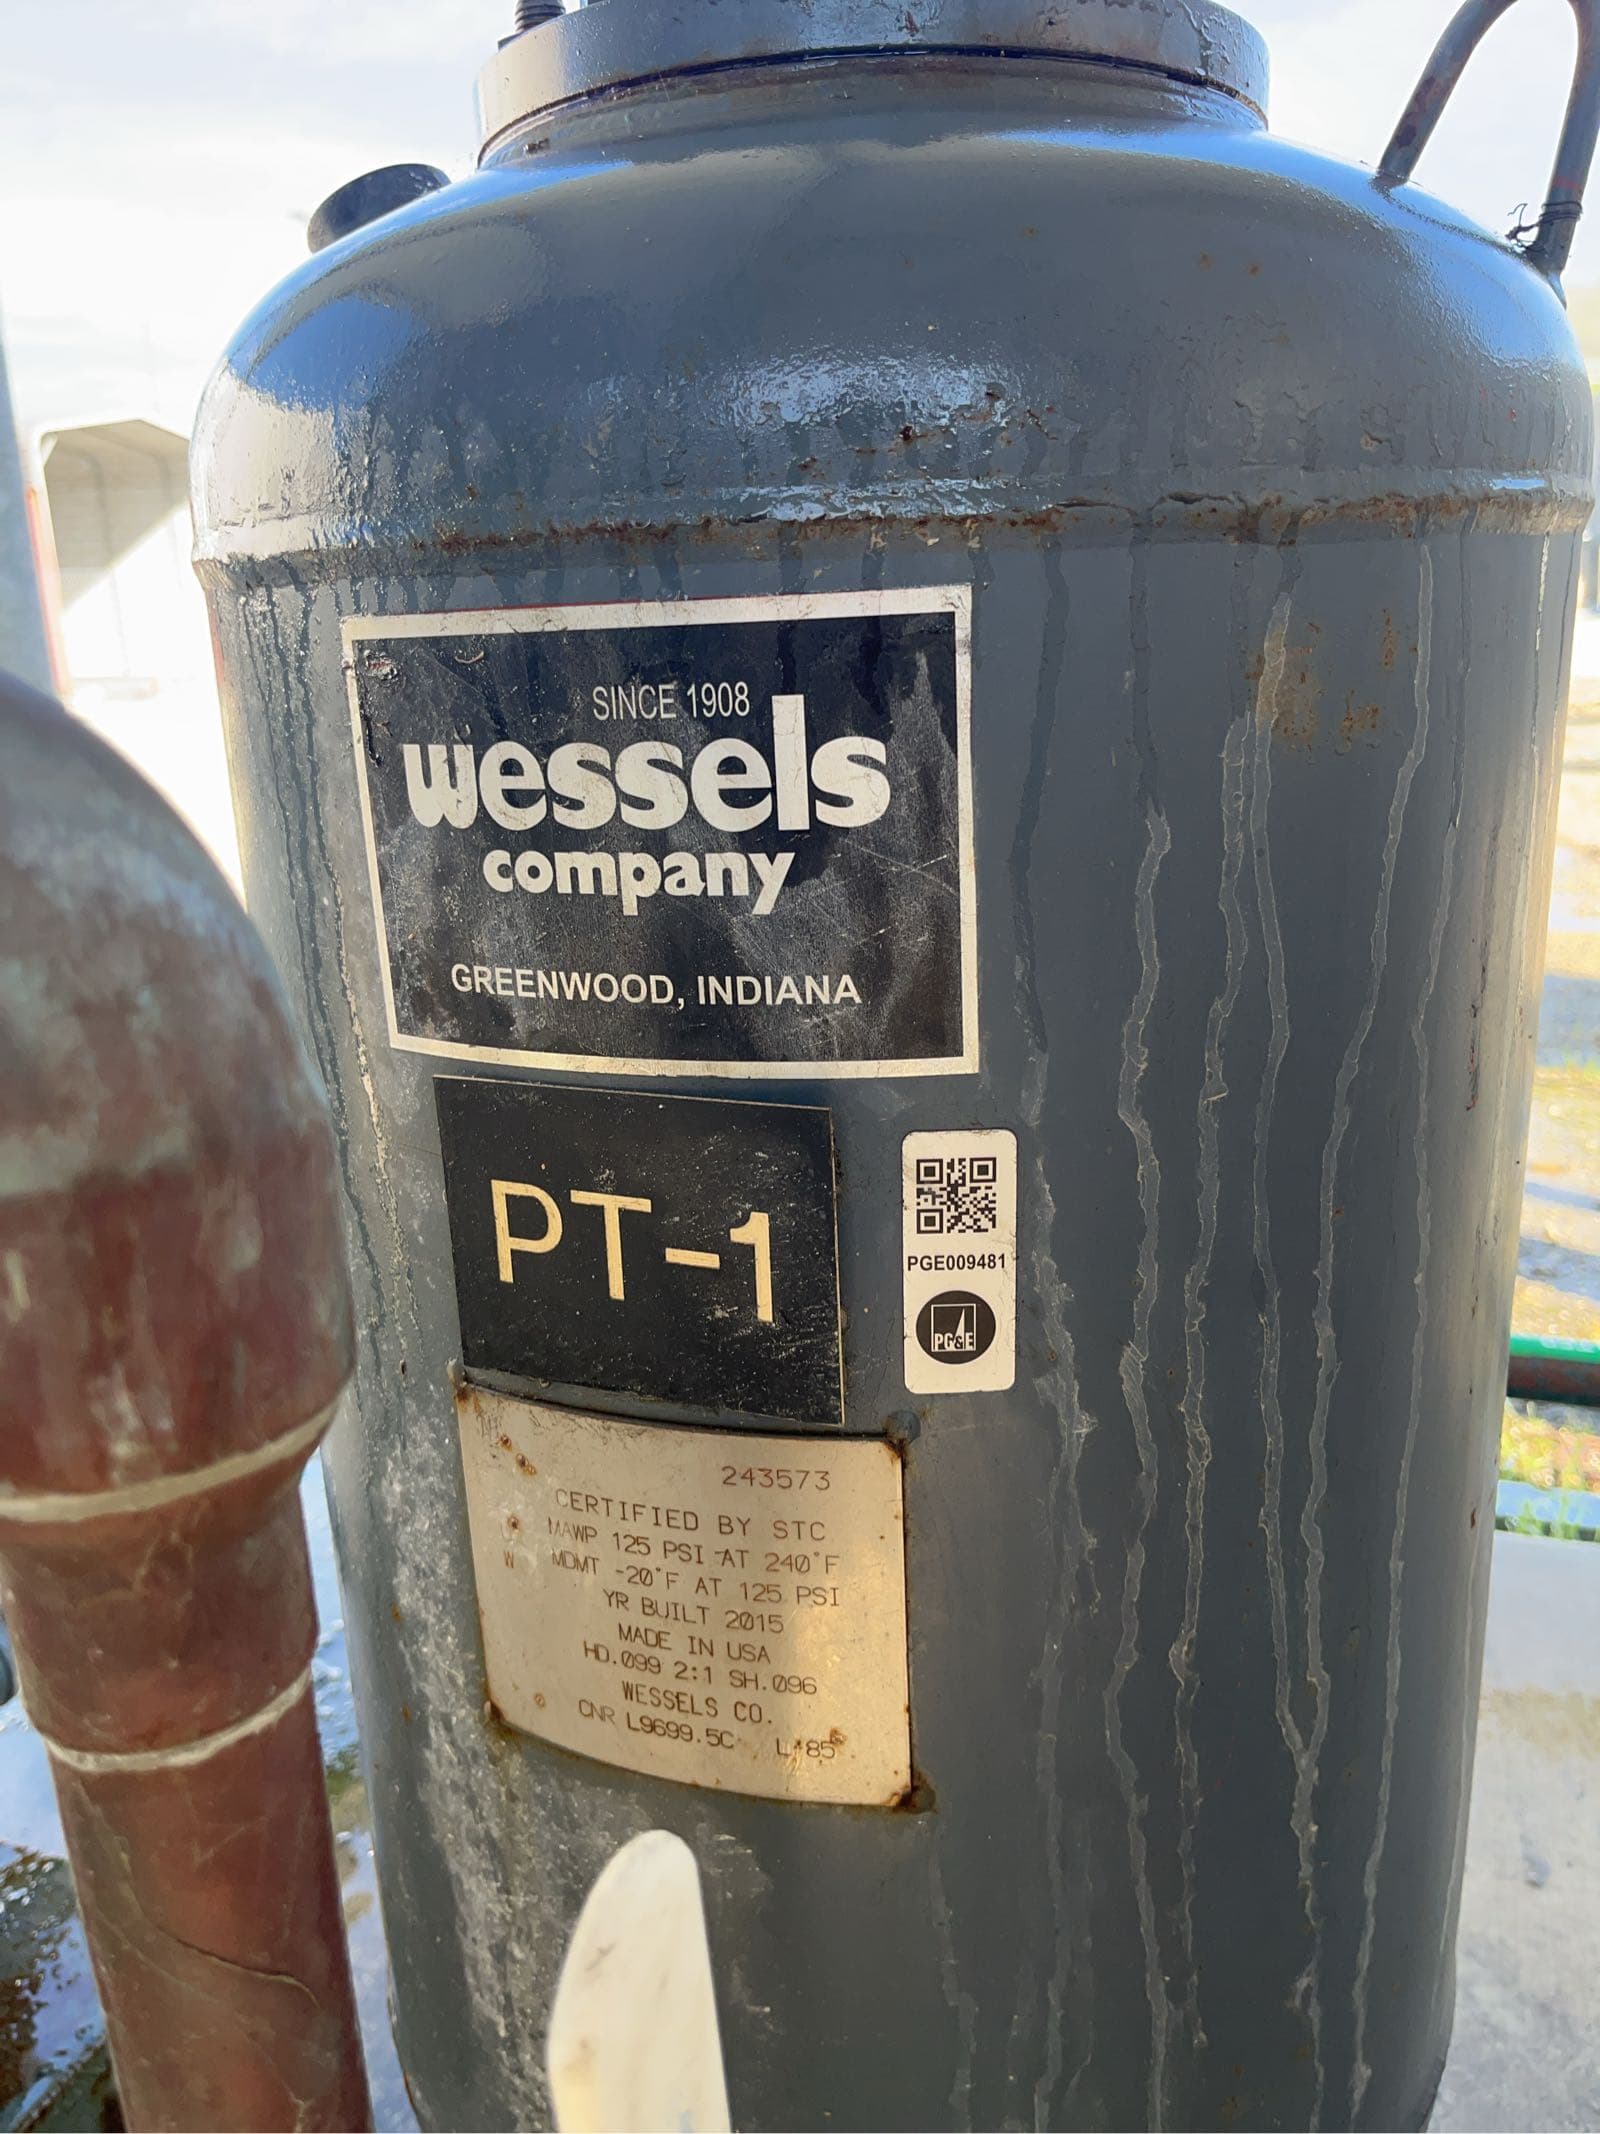 SINCE 1908
wessels
company
GREENWOOD, INDIANA
PT-1
PGE009481
PG&E
243573
CERTIFIED BY STC
MAWP 125 PSI AT 240°F
W MDMT -20°F AT 125 PSI
YR BUILT 2015
MADE IN USA
HD.099 2:1 SH.096
WESSELS CO.
CNR L9699.5C